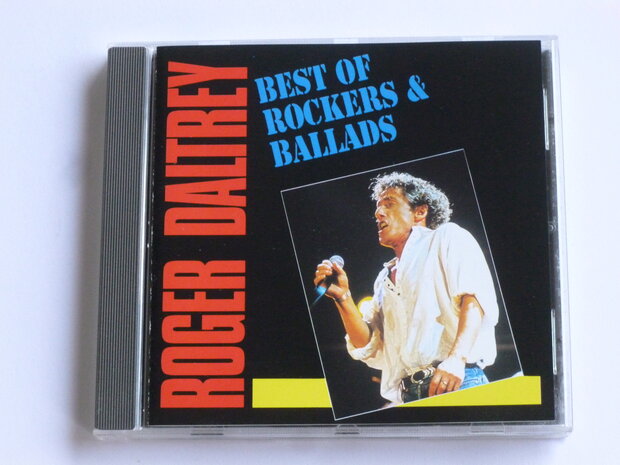 ROGER DALTREY
BEST OF
ROCKERS &
BALLADS